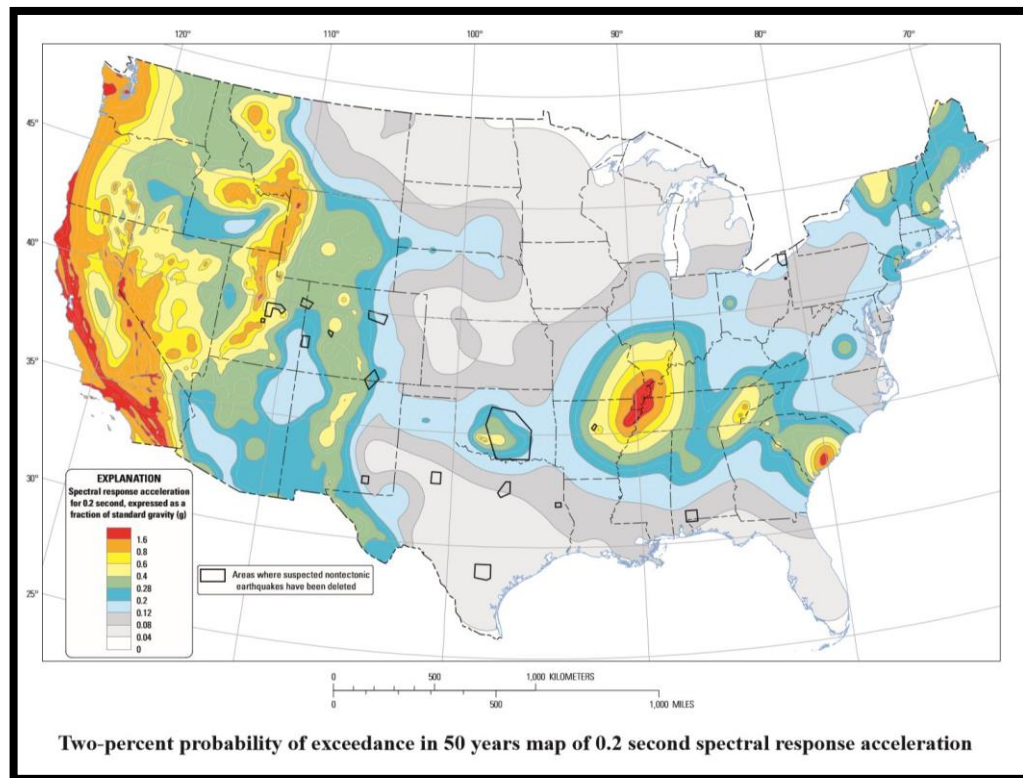 120° 110° 100° 90° 80° 70°
45°
40°
35°
30°
25°
EXPLANATION
Spectral response acceleration
for 0.2 second, expressed as a
fraction of standard gravity (g)
1.6
0.8
0.6
0.4
0.28
0.2
0.12
0.08
0.04
0
Areas where suspected nontectonic
earthquakes have been deleted
0 500 1,000 KILOMETERS
0 500 1,000 MILES
Two-percent probability of exceedance in 50 years map of 0.2 second spectral response acceleration